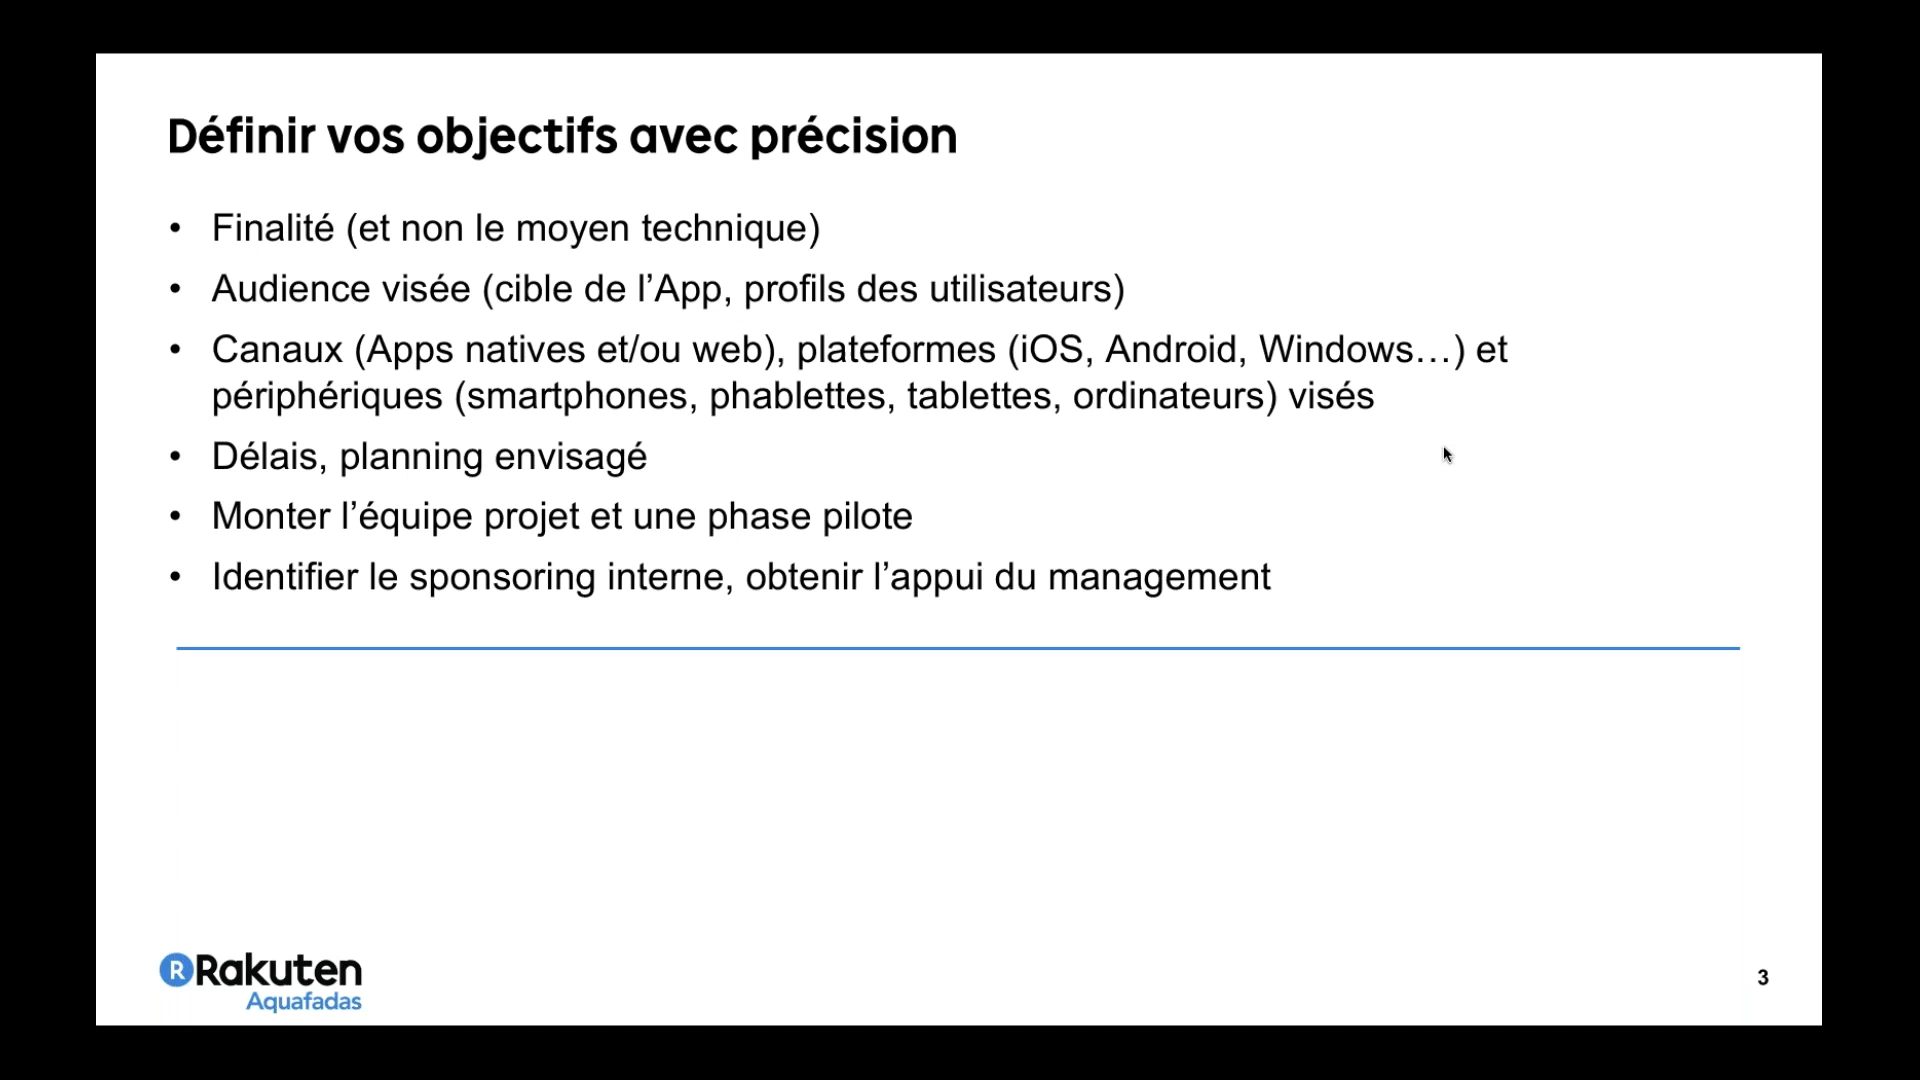 Définir vos objectifs avec précision
• Finalité (et non le moyen technique)
• Audience visée (cible de l’App, profils des utilisateurs)
• Canaux (Apps natives et/ou web), plateformes (iOS, Android, Windows…) et
périphériques (smartphones, phablettes, tablettes, ordinateurs) visés
• Délais, planning envisagé
• Monter l’équipe projet et une phase pilote
• Identifier le sponsoring interne, obtenir l’appui du management
R Rakuten
Aquafadas
3